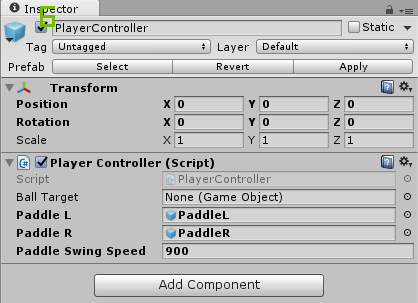 Inspector
PlayerController
Static
Tag Untagged Layer Default
Prefab Select Revert Apply
Transform
Position X 0 Y 0 Z 0
Rotation X 0 Y 0 Z 0
Scale X 1 Y 1 Z 1
Player Controller (Script)
Script PlayerController
Ball Target None (Game Object)
Paddle L PaddleL
Paddle R PaddleR
Paddle Swing Speed 900
Add Component